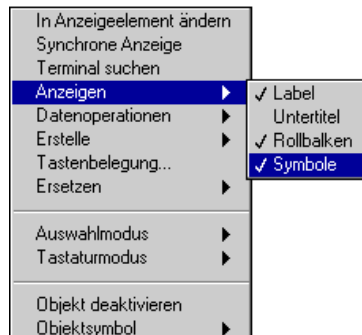 In Anzeigeelement ändern
Synchrone Anzeige
Terminal suchen
Anzeigen
Datenoperationen
Erstelle
Tastenbelegung...
Ersetzen
Auswahlmodus
Tastaturmodus
Objekt deaktivieren
Objektsymbol
Label
Untertitel
Rollbalken
Symbole